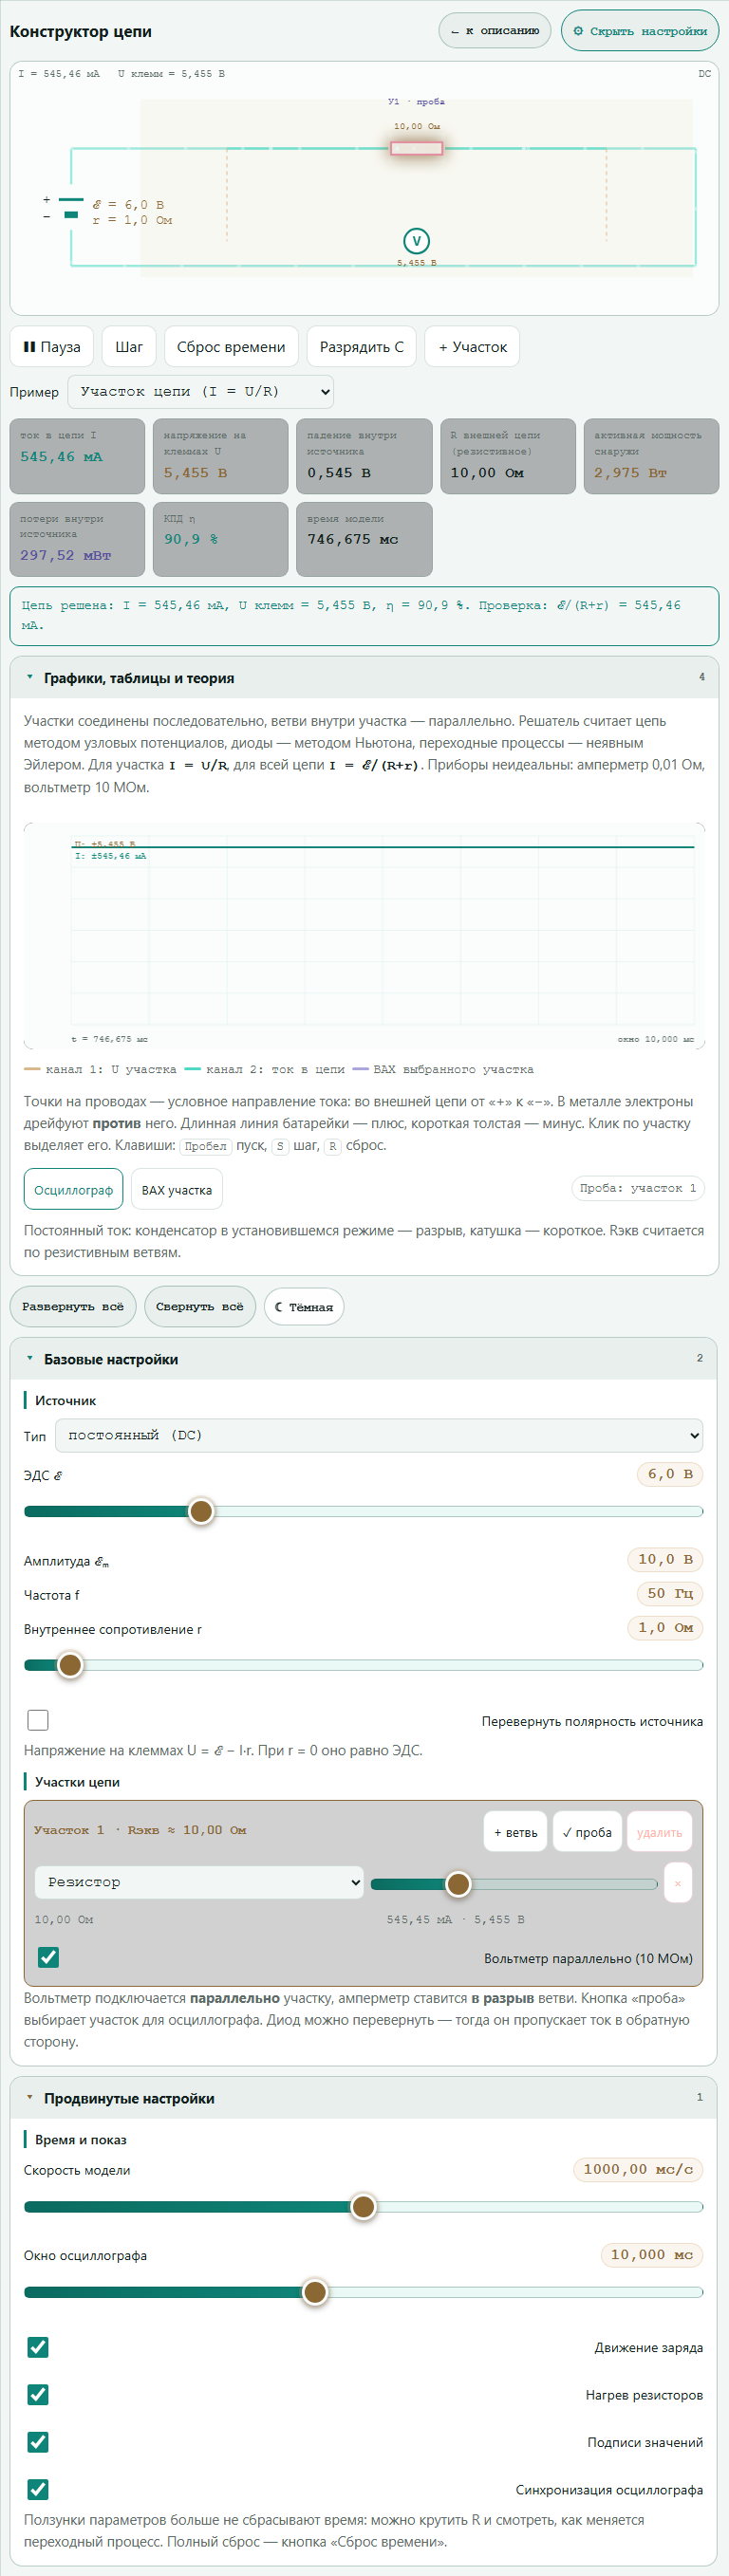 Конструктор цепи
← к описанию
⚙ Скрыть настройки
I = 545,46 мА U клемм = 5,455 В
DC
У1 · проба
10,00 Ом
+
−
ℰ = 6,0 В
r = 1,0 Ом
V
5,455 В
Пауза
Шаг
Сброс времени
Разрядить C
+ Участок
Пример
Участок цепи (I = U/R)
ток в цепи I
545,46 мА
напряжение на
клеммах U
5,455 В
падение внутри
источника
0,545 В
R внешней цепи
(резистивное)
10,00 Ом
активная мощность
снаружи
2,975 Вт
потери внутри
источника
297,52 мВт
КПД η
90,9 %
время модели
746,675 мс
Цепь решена: I = 545,46 мА, U клемм = 5,455 В, η = 90,9 %. Проверка: ℰ/(R+r) = 545,46
мА.
Графики, таблицы и теория
4
Участки соединены последовательно, ветви внутри участка — параллельно. Решатель считает цепь
методом узловых потенциалов, диоды — методом Ньютона, переходные процессы — неявным
Эйлером. Для участка I = U/R, для всей цепи I = ℰ/(R+r). Приборы неидеальны: амперметр 0,01 Ом,
вольтметр 10 МОм.
U: ±5,455 В
I: ±545,46 мА
t = 746,675 мс
окно 10,000 мс
канал 1: U участка
канал 2: ток в цепи
ВАХ выбранного участка
Точки на проводах — условное направление тока: во внешней цепи от «+» к «−». В металле электроны
дрейфуют против него. Длинная линия батарейки — плюс, короткая толстая — минус. Клик по участку
выделяет его. Клавиши: Пробел пуск, S шаг, R сброс.
Осциллограф
ВАХ участка
Проба: участок 1
Постоянный ток: конденсатор в установившемся режиме — разрыв, катушка — короткое. Rэкв считается
по резистивным ветвям.
Развернуть всё
Свернуть всё
☾ Тёмная
Базовые настройки
2
Источник
Тип
постоянный (DC)
ЭДС ℰ
6,0 В
Амплитуда ℰₘ
10,0 В
Частота f
50 Гц
Внутреннее сопротивление r
1,0 Ом
Перевернуть полярность источника
Напряжение на клеммах U = ℰ − I·r. При r = 0 оно равно ЭДС.
Участки цепи
Участок 1 · Rэкв ≈ 10,00 Ом
+ ветвь
✓ проба
удалить
Резистор
×
10,00 Ом
545,45 мА · 5,455 В
Вольтметр параллельно (10 МОм)
Вольтметр подключается параллельно участку, амперметр ставится в разрыв ветви. Кнопка «проба»
выбирает участок для осциллографа. Диод можно перевернуть — тогда он пропускает ток в обратную
сторону.
Продвинутые настройки
1
Время и показ
Скорость модели
1000,00 мс/с
Окно осциллографа
10,000 мс
Движение заряда
Нагрев резисторов
Подписи значений
Синхронизация осциллографа
Ползунки параметров больше не сбрасывают время: можно крутить R и смотреть, как меняется
переходный процесс. Полный сброс — кнопка «Сброс времени».